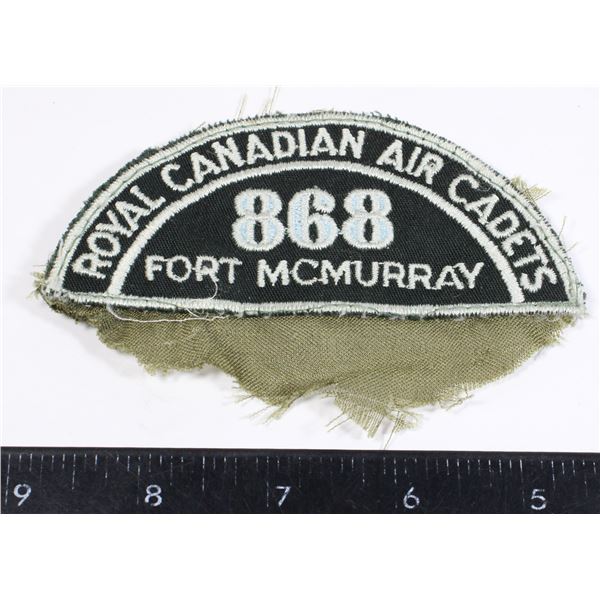 ROYAL CANADIAN AIR CADETS
868
FORT MCMURRAY
9 8 7 6 5